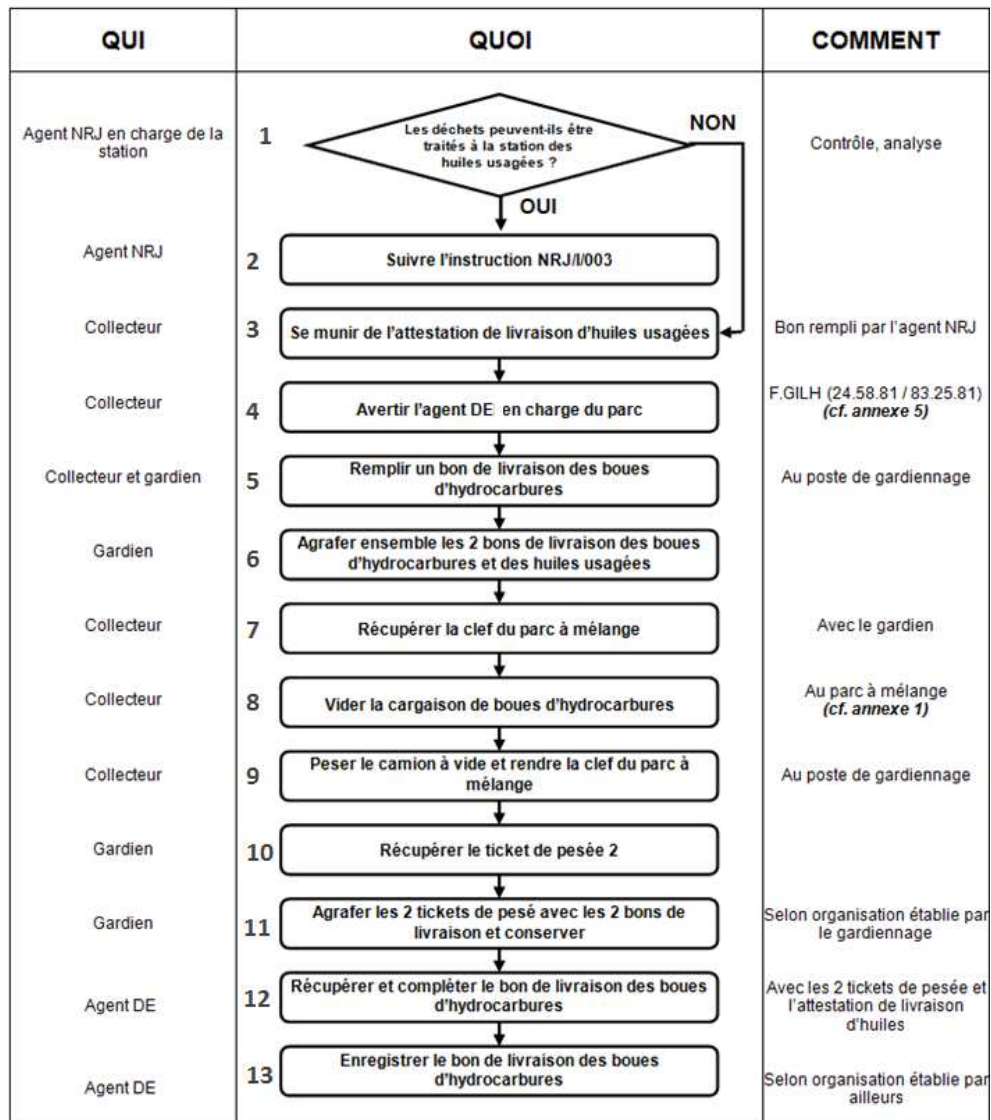 QUI
QUOI
COMMENT
Agent NRJ en charge de la
station
1
Les déchets peuvent-ils être
traités à la station des
huiles usagées ?
NON
Contrôle, analyse
OUI
Agent NRJ
2
Suivre l'instruction NRJ/I/003
Collecteur
3
Se munir de l'attestation de livraison d'huiles usagées
Bon rempli par l'agent NRJ
Collecteur
4
Avertir l'agent DE en charge du parc
F.GILH (24.58.81 / 83.25.81)
(cf. annexe 5)
Collecteur et gardien
5
Remplir un bon de livraison des boues
d'hydrocarbures
Au poste de gardiennage
Gardien
6
Agrafer ensemble les 2 bons de livraison des boues
d'hydrocarbures et des huiles usagées
Collecteur
7
Récupérer la clef du parc à mélange
Avec le gardien
Collecteur
8
Vider la cargaison de boues d'hydrocarbures
Au parc à mélange
(cf. annexe 1)
Collecteur
9
Peser le camion à vide et rendre la clef du parc à
mélange
Au poste de gardiennage
Gardien
10
Récupérer le ticket de pesée 2
Gardien
11
Agrafer les 2 tickets de pesé avec les 2 bons de
livraison et conserver
Selon organisation établie par
le gardiennage
Agent DE
12
Récupérer et compléter le bon de livraison des boues
d'hydrocarbures
Avec les 2 tickets de pesée et
l'attestation de livraison
d'huiles
Agent DE
13
Enregistrer le bon de livraison des boues
d'hydrocarbures
Selon organisation établie par
ailleurs